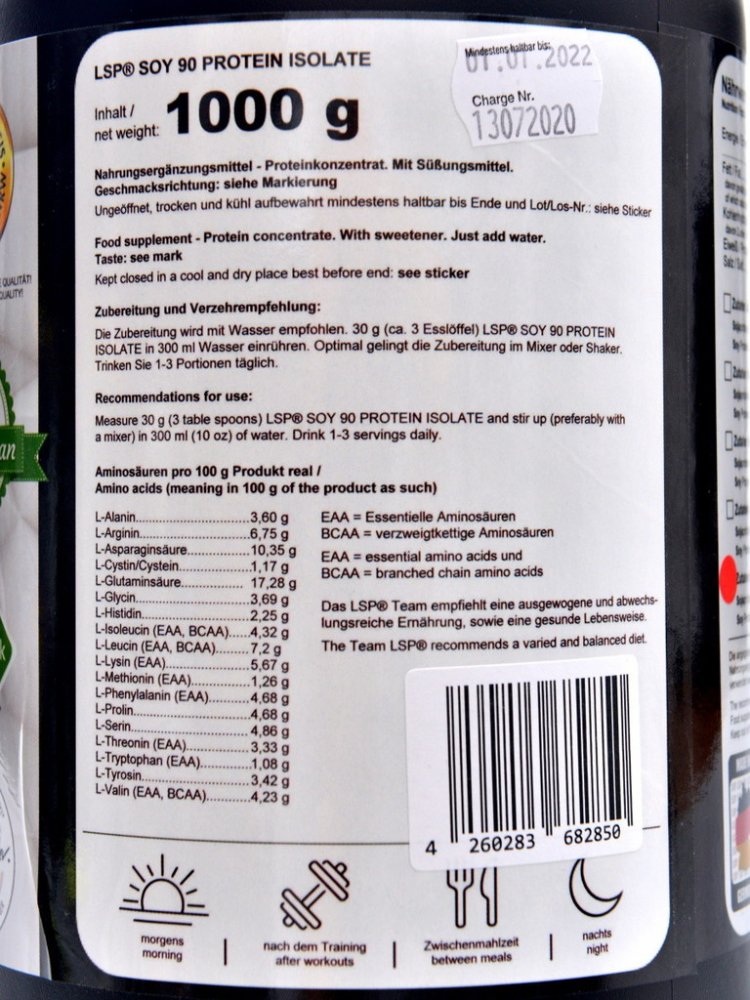 LSP® SOY 90 PROTEIN ISOLATE
Inhalt /
net weight: 1000 g
Mindestens haltbar bis:
01.01.2022
Charge Nr.
13072020
Nahrungsergänzungsmittel - Proteinkonzentrat. Mit Süßungsmittel.
Geschmacksrichtung: siehe Markierung
Ungeöffnet, trocken und kühl aufbewahrt mindestens haltbar bis Ende und Lot/Los-Nr.: siehe Sticker
Food supplement - Protein concentrate. With sweetener. Just add water.
Taste: see mark
Kept closed in a cool and dry place best before end: see sticker
Zubereitung und Verzehrempfehlung:
Die Zubereitung wird mit Wasser empfohlen. 30 g (ca. 3 Esslöffel) LSP® SOY 90 PROTEIN
ISOLATE in 300 ml Wasser einrühren. Optimal gelingt die Zubereitung im Mixer oder Shaker.
Trinken Sie 1-3 Portionen täglich.
Recommendations for use:
Measure 30 g (3 table spoons) LSP® SOY 90 PROTEIN ISOLATE and stir up (preferably with
a mixer) in 300 ml (10 oz) of water. Drink 1-3 servings daily.
Aminosäuren pro 100 g Produkt real /
Amino acids (meaning in 100 g of the product as such)
L-Alanin 3,60 g
L-Arginin 6,75 g
L-Asparaginsäure 10,35 g
L-Cystin/Cystein 1,17 g
L-Glutaminsäure 17,28 g
L-Glycin 3,69 g
L-Histidin 2,25 g
L-Isoleucin (EAA, BCAA) 4,32 g
L-Leucin (EAA, BCAA) 7,2 g
L-Lysin (EAA) 5,67 g
L-Methionin (EAA) 1,26 g
L-Phenylalanin (EAA) 4,68 g
L-Prolin 4,68 g
L-Serin 4,86 g
L-Threonin (EAA) 3,33 g
L-Tryptophan (EAA) 1,08 g
L-Tyrosin 3,42 g
L-Valin (EAA, BCAA) 4,23 g
EAA = Essentielle Aminosäuren
BCAA = verzweigtkettige Aminosäuren
EAA = essential amino acids und
BCAA = branched chain amino acids
Das LSP® Team empfiehlt eine ausgewogene und abwechs-
lungsreiche Ernährung, sowie eine gesunde Lebensweise.
The Team LSP® recommends a varied and balanced diet.
4 260283 682850
morgens
morning
nach dem Training
after workouts
Zwischenmahlzeit
between meals
nachts
night